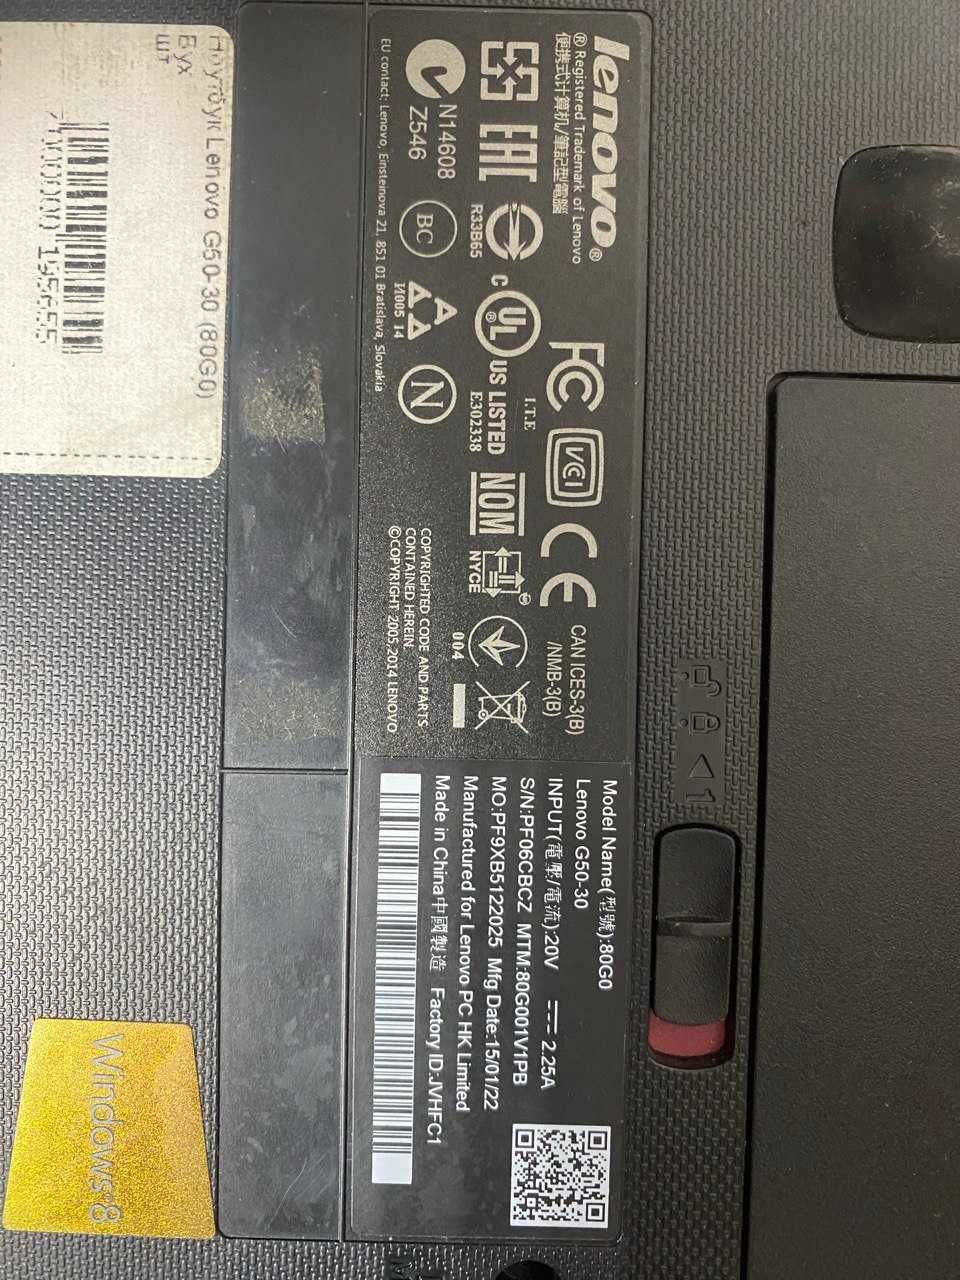 lenovo®
® Registered Trademark of Lenovo
便携式计算机/筆記型電腦
FC
VCI
CE
CAN ICES-3(B)
/NMB-3(B)
EAC
R33B65
C UL® US LISTED
I.T.E
E302338
NOM
NYCE
004
N14608
Z546
BC
И005 14
N
EU contact: Lenovo, Einsteinova 21, 851 01 Bratislava, Slovakia
COPYRIGHTED CODE AND PARTS
CONTAINED HEREIN.
©COPYRIGHT 2005,2014 LENOVO
Model Name(型號):80G0
Lenovo G50-30
INPUT(電壓/電流):20V ⎓ 2.25A
S/N:PF06CBCZ MTM:80G001V1PB
MO:PF9XB5122025 Mfg Date:15/01/22
Manufactured for Lenovo PC HK Limited
Made in China中國製造 Factory ID:JVHFC1
1
Ноутбук Lenovo G50-30 (80G0)
Бух
шт
Windows 8